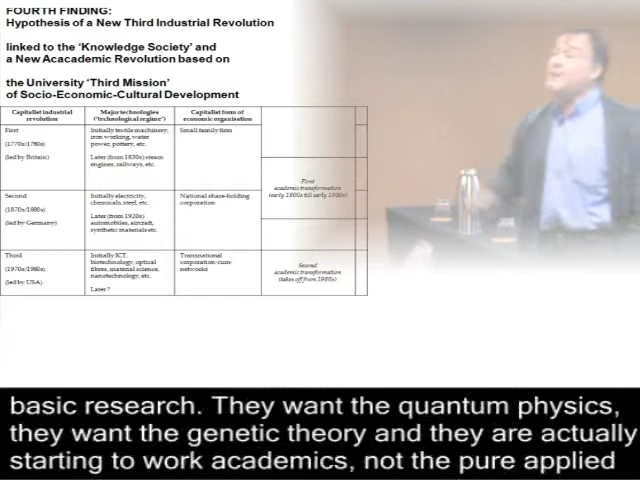 FOURTH FINDING:
Hypothesis of a New Third Industrial Revolution
linked to the 'Knowledge Society' and
a New Acacademic Revolution based on
the University 'Third Mission'
of Socio-Economic-Cultural Development
Capitalist industrial
revolution
Major technologies
('technological regime')
Capitalist form of
economic organisation
First
(1770s/1780s)
(led by Britain)
Initially textile machinery,
iron working, water
power, pottery, etc.
Later (from 1830s) steam
engines, railways, etc.
Small family firm
First
academic transformation
(early 1800s till early 1900s)
Second
(1870s/1880s)
(led by Germany)
Initially electricity,
chemicals, steel, etc.
Later (from 1920s)
automobiles, aircraft,
synthetic materials etc.
National share-holding
corporation
Third
(1970s/1980s)
(led by USA)
Initially ICT,
biotechnology, optical
fibres, material science,
nanotechnology, etc.
Later ?
Transnational
corporation-cum-
networks
Second
academic transformation
(takes off from 1980s)
basic research. They want the quantum physics,
they want the genetic theory and they are actually
starting to work academics, not the pure applied